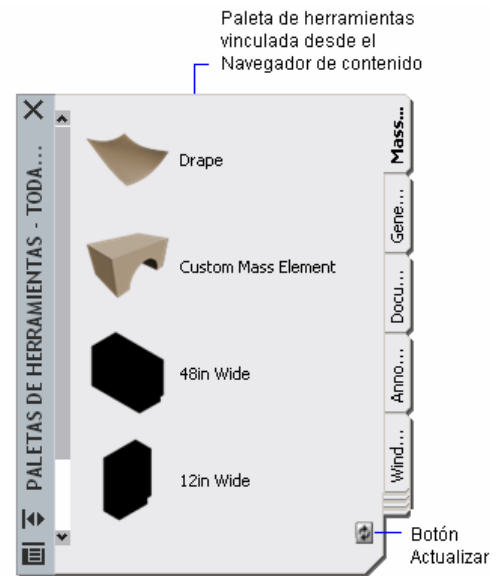 Paleta de herramientas
vinculada desde el
Navegador de contenido
PALETAS DE HERRAMIENTAS - TODA...
Drape
Custom Mass Element
48in Wide
12in Wide
Mass...
Gene...
Docu...
Anno...
Wind...
Botón
Actualizar